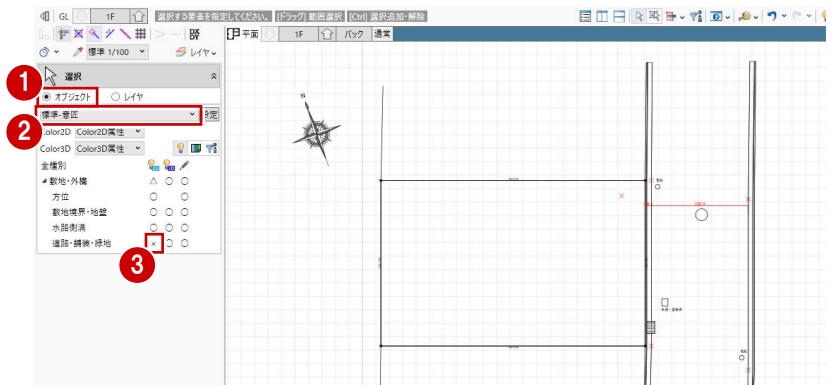 GL 1F 選択する要素を指定してください。 [ドラッグ] 範囲選択 [Ctrl] 選択追加・解除
平面 1F バック 通常
標準 1/100 レイヤ
選択
1
オブジェクト レイヤ
2
標準-意匠 設定
Color2D Color2D属性
Color3D Color3D属性
全種別
敷地・外構
方位
敷地境界・地盤
水路側溝
道路・舗装・緑地
3
N